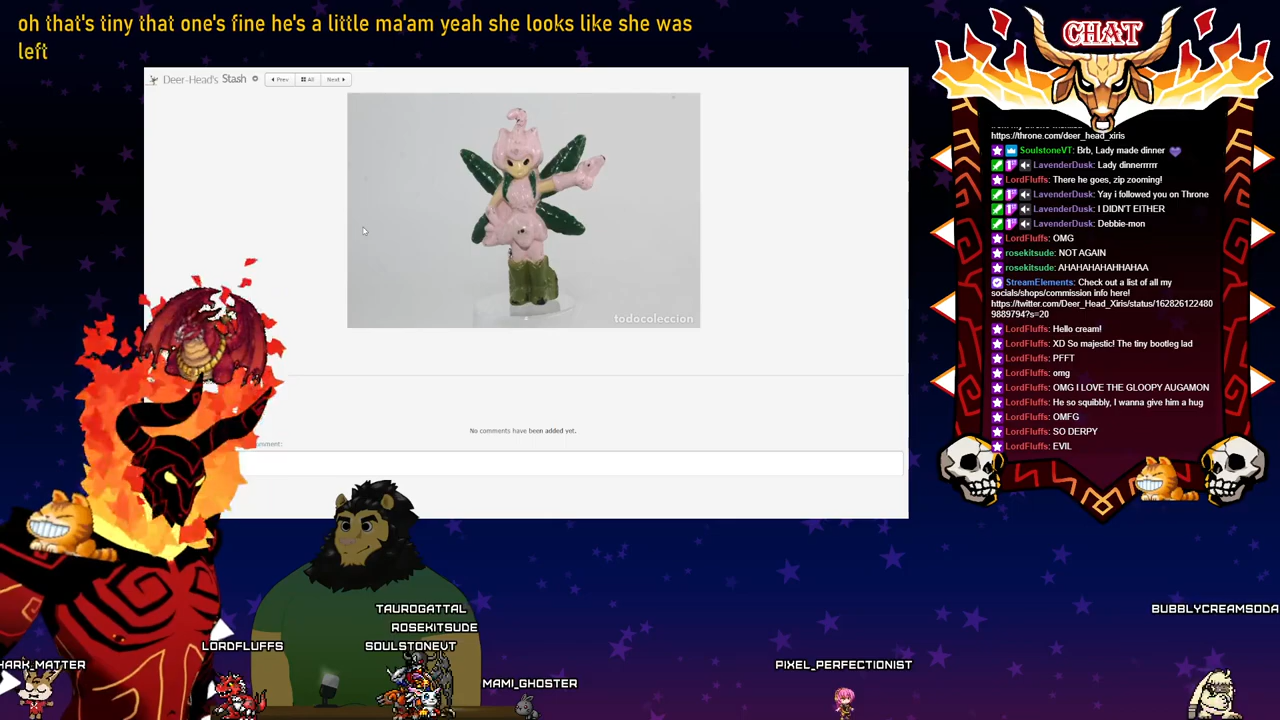 oh that's tiny that one's fine he's a little ma'am yeah she looks like she was
left
Deer-Head's Stash
Prev
All
Next
todocoleccion
No comments have been added yet.
CHAT
https://throne.com/deer_head_xiris
SoulstoneVT: Brb, Lady made dinner
LavenderDusk: Lady dinnerrrrr
LordFluffs: There he goes, zip zooming!
LavenderDusk: Yay i followed you on Throne
LavenderDusk: I DIDN'T EITHER
LavenderDusk: Debbie-mon
LordFluffs: OMG
rosekitsude: NOT AGAIN
rosekitsude: AHAHAHAHAHHAHAA
StreamElements: Check out a list of all my
socials/shops/commission info here!
https://twitter.com/Deer_Head_Xiris/status/162826122480
9889794?s=20
LordFluffs: Hello cream!
LordFluffs: XD So majestic! The tiny bootleg lad
LordFluffs: PFFT
LordFluffs: omg
LordFluffs: OMG I LOVE THE GLOOPY AUGAMON
LordFluffs: He so squibbly, I wanna give him a hug
LordFluffs: OMFG
LordFluffs: SO DERPY
LordFluffs: EVIL
TAUROGATTAL
ROSEKITSUDE
LORDFLUFFS
SOULSTONEVT
HARK_MATTER
MAMI_GHOSTER
PIXEL_PERFECTIONIST
BUBBLYCREAMSODA